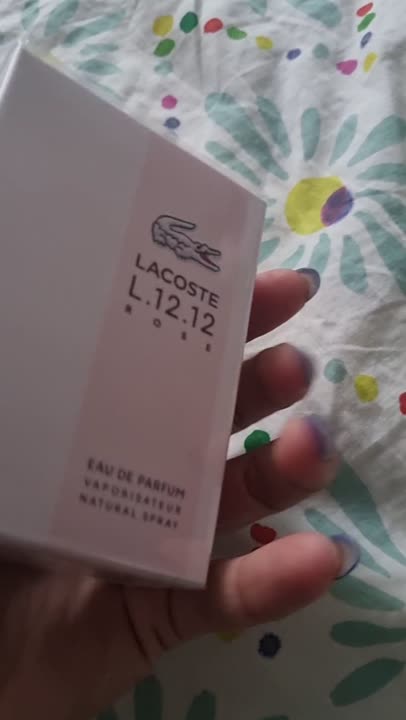 LACOSTE
L.12.12
ROSE
EAU DE PARFUM
VAPORISATEUR
NATURAL SPRAY